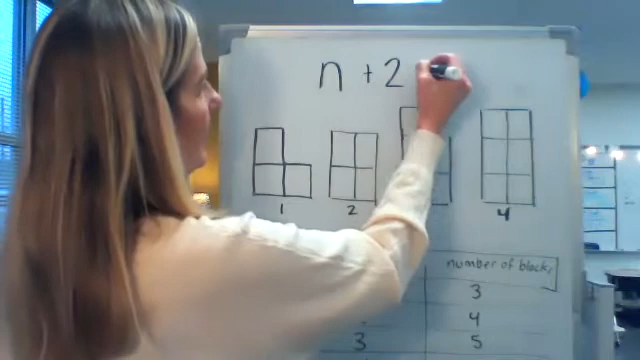 n + 2
1 2 4
number of blocks
3
4
3 5